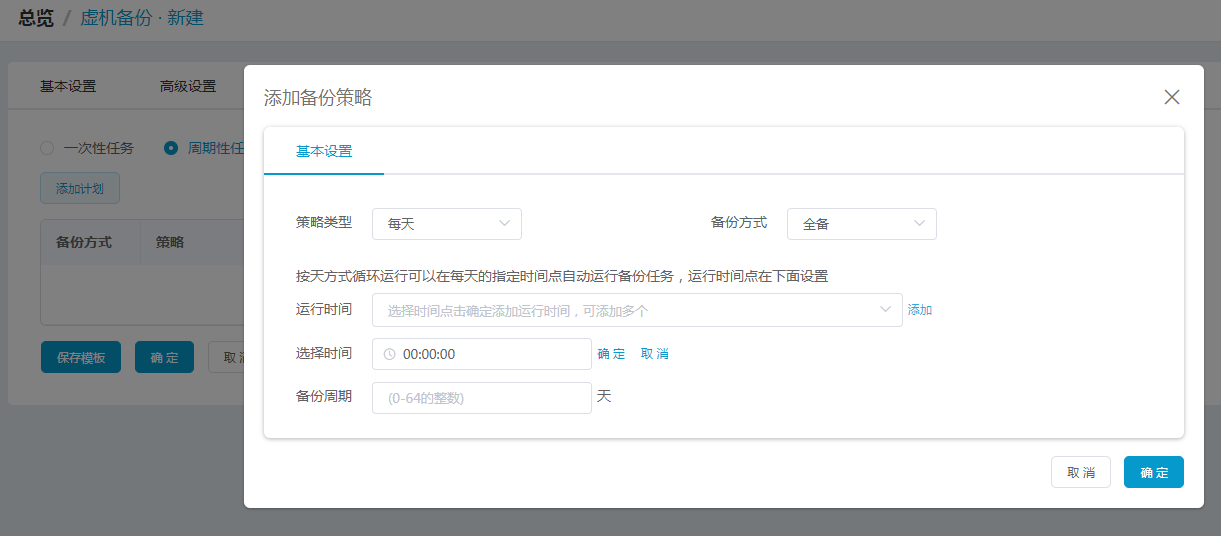 总览 / 虚机备份 · 新建
基本设置 高级设置
一次性任务 周期性任
添加计划
备份方式 策略
保存模板 确 定 取
添加备份策略
基本设置
策略类型 每天 备份方式 全备
按天方式循环运行可以在每天的指定时间点自动运行备份任务，运行时间点在下面设置
运行时间 选择时间点击确定添加运行时间，可添加多个 添加
选择时间 00:00:00 确 定 取 消
备份周期 (0-64的整数) 天
取 消 确 定